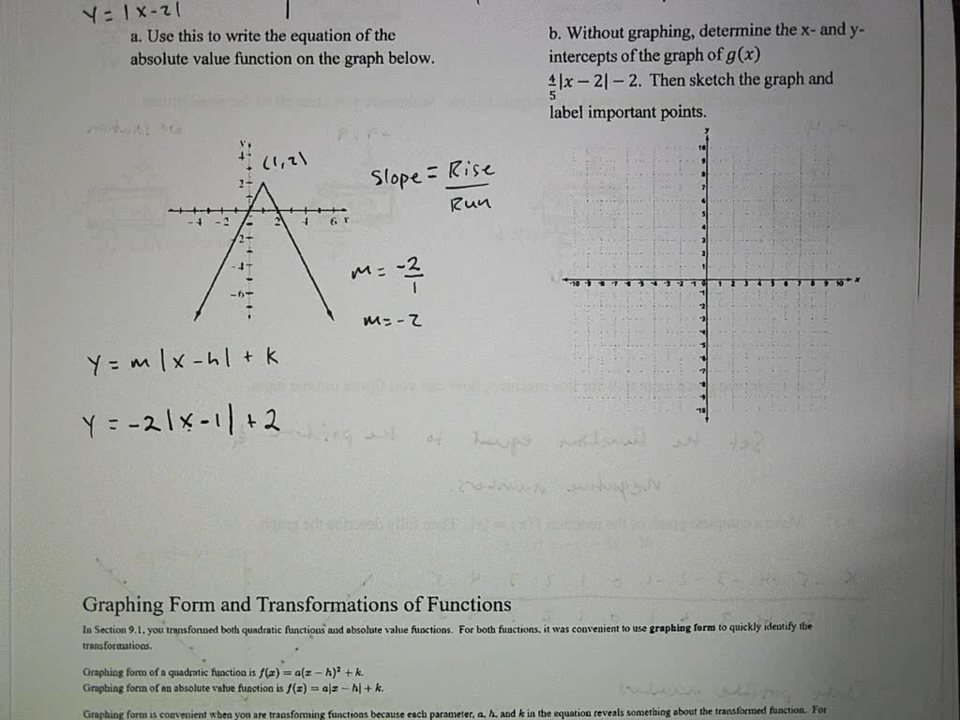 Y = |x-2|
a. Use this to write the equation of the
absolute value function on the graph below.
(1,2)
Slope = Rise
Run
m = -2
1
m = -2
Y = m|x-h| + k
Y = -2|x-1| + 2
b. Without graphing, determine the x- and y-
intercepts of the graph of g(x)
4/5|x − 2| − 2. Then sketch the graph and
label important points.
Graphing Form and Transformations of Functions
In Section 9.1, you transformed both quadratic functions and absolute value functions. For both functions, it was convenient to use graphing form to quickly identify the
transformations.
Graphing form of a quadratic function is f(x) = a(x − h)² + k.
Graphing form of an absolute value function is f(x) = a|x − h| + k.
Graphing form is convenient when you are transforming functions because each parameter, a, h, and k in the equation reveals something about the transformed function. For